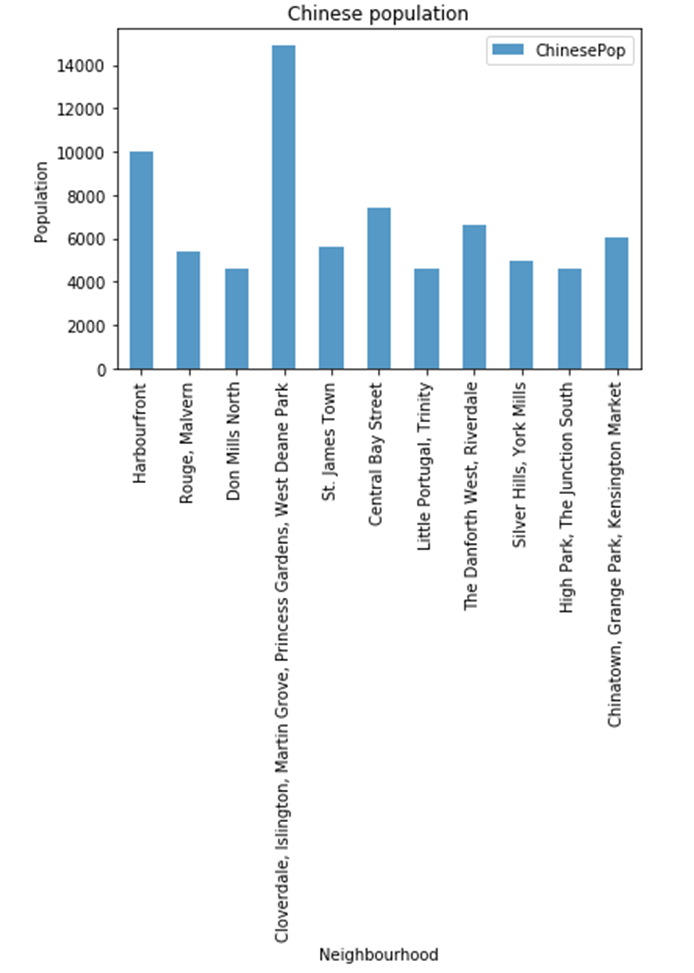 Chinese population
ChinesePop
Population
14000
12000
10000
8000
6000
4000
2000
0
Harbourfront
Rouge, Malvern
Don Mills North
Cloverdale, Islington, Martin Grove, Princess Gardens, West Deane Park
St. James Town
Central Bay Street
Little Portugal, Trinity
The Danforth West, Riverdale
Silver Hills, York Mills
High Park, The Junction South
Chinatown, Grange Park, Kensington Market
Neighbourhood